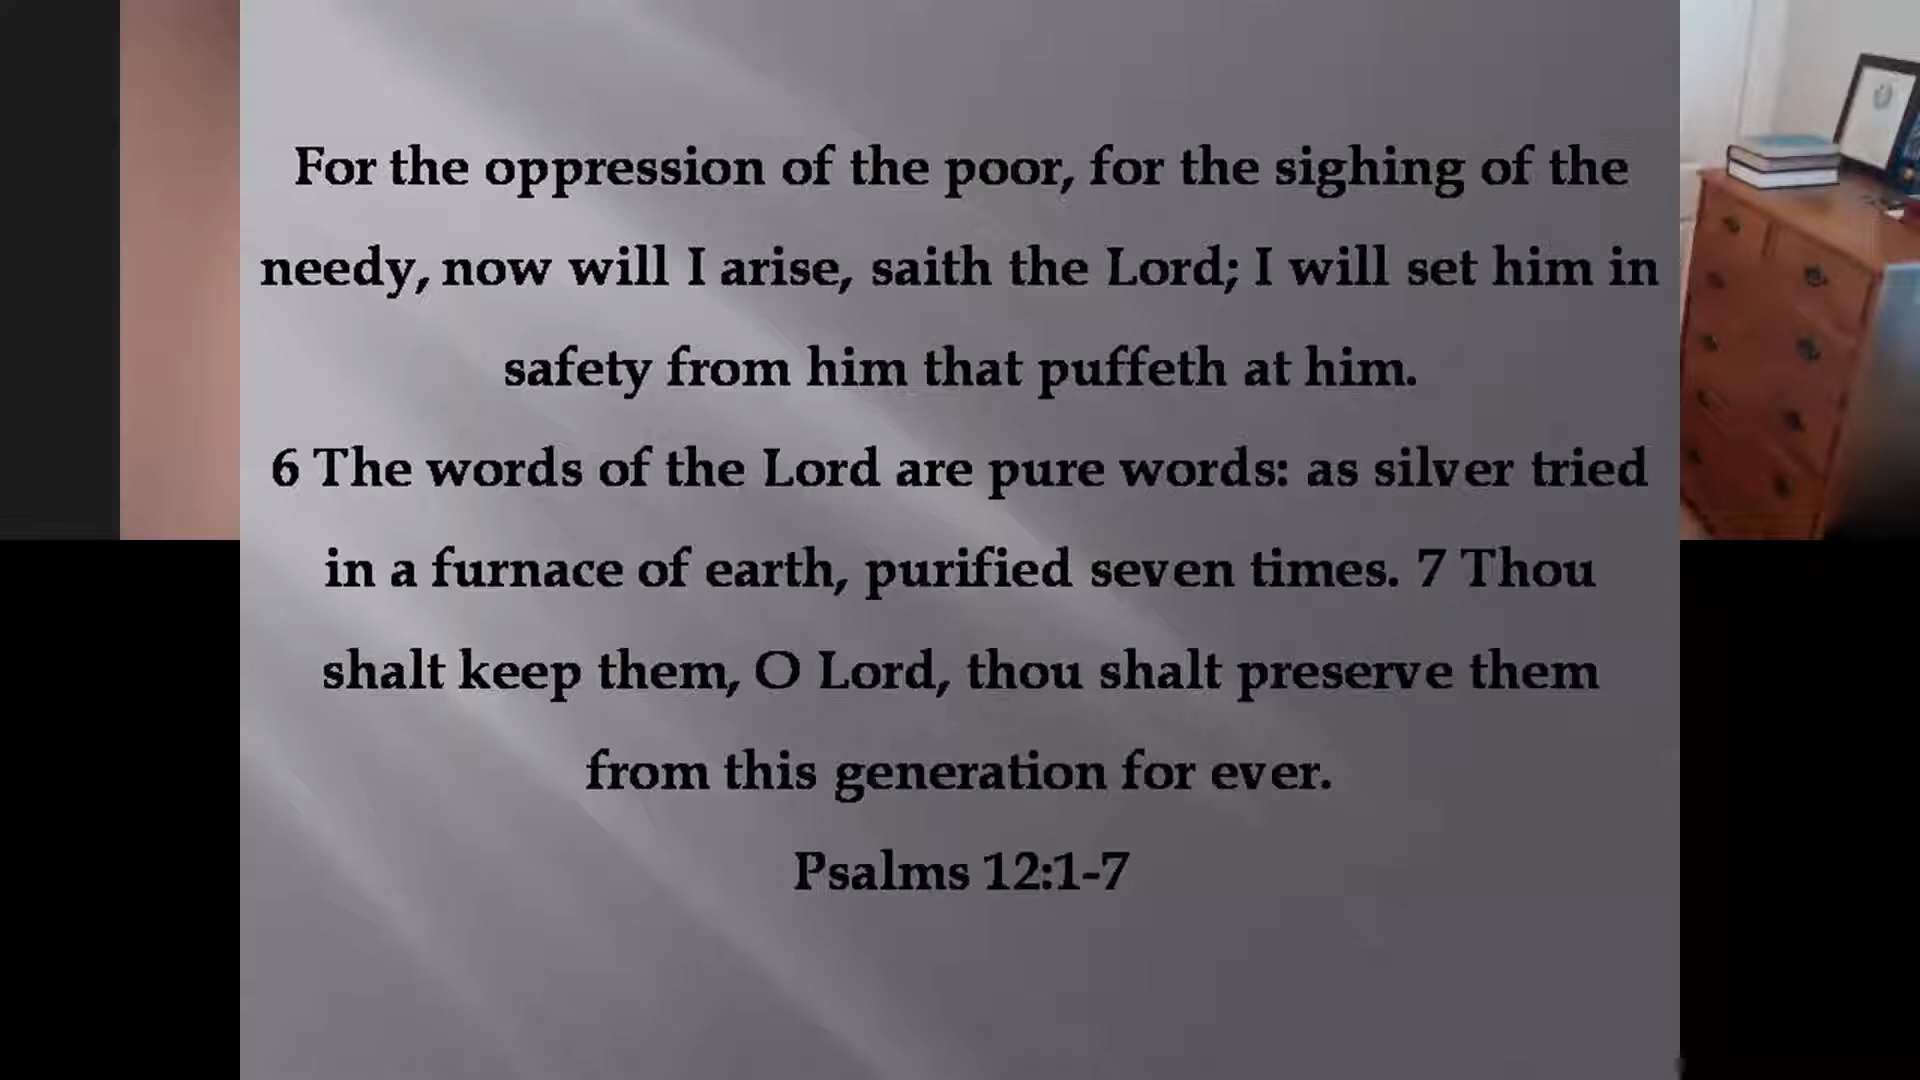 For the oppression of the poor, for the sighing of the
needy, now will I arise, saith the Lord; I will set him in
safety from him that puffeth at him.
6 The words of the Lord are pure words: as silver tried
in a furnace of earth, purified seven times. 7 Thou
shalt keep them, O Lord, thou shalt preserve them
from this generation for ever.
Psalms 12:1-7